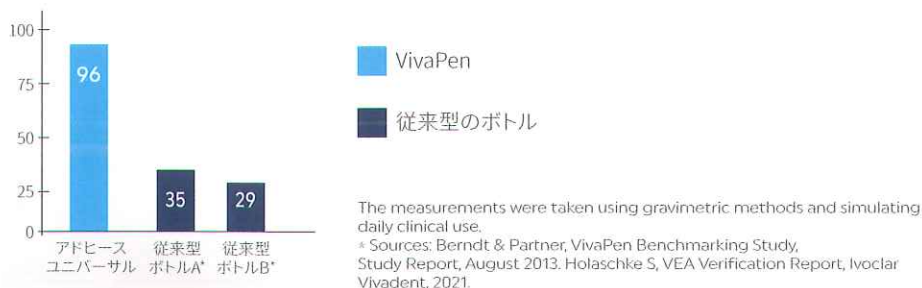 100
75
50
25
0
96
35
29
アドヒース
ユニバーサル
従来型
ボトルA*
従来型
ボトルB*
VivaPen
従来型のボトル
The measurements were taken using gravimetric methods and simulating
daily clinical use.
* Sources: Berndt & Partner, VivaPen Benchmarking Study,
Study Report, August 2013. Holaschke S, VEA Verification Report, Ivoclar
Vivadent, 2021.